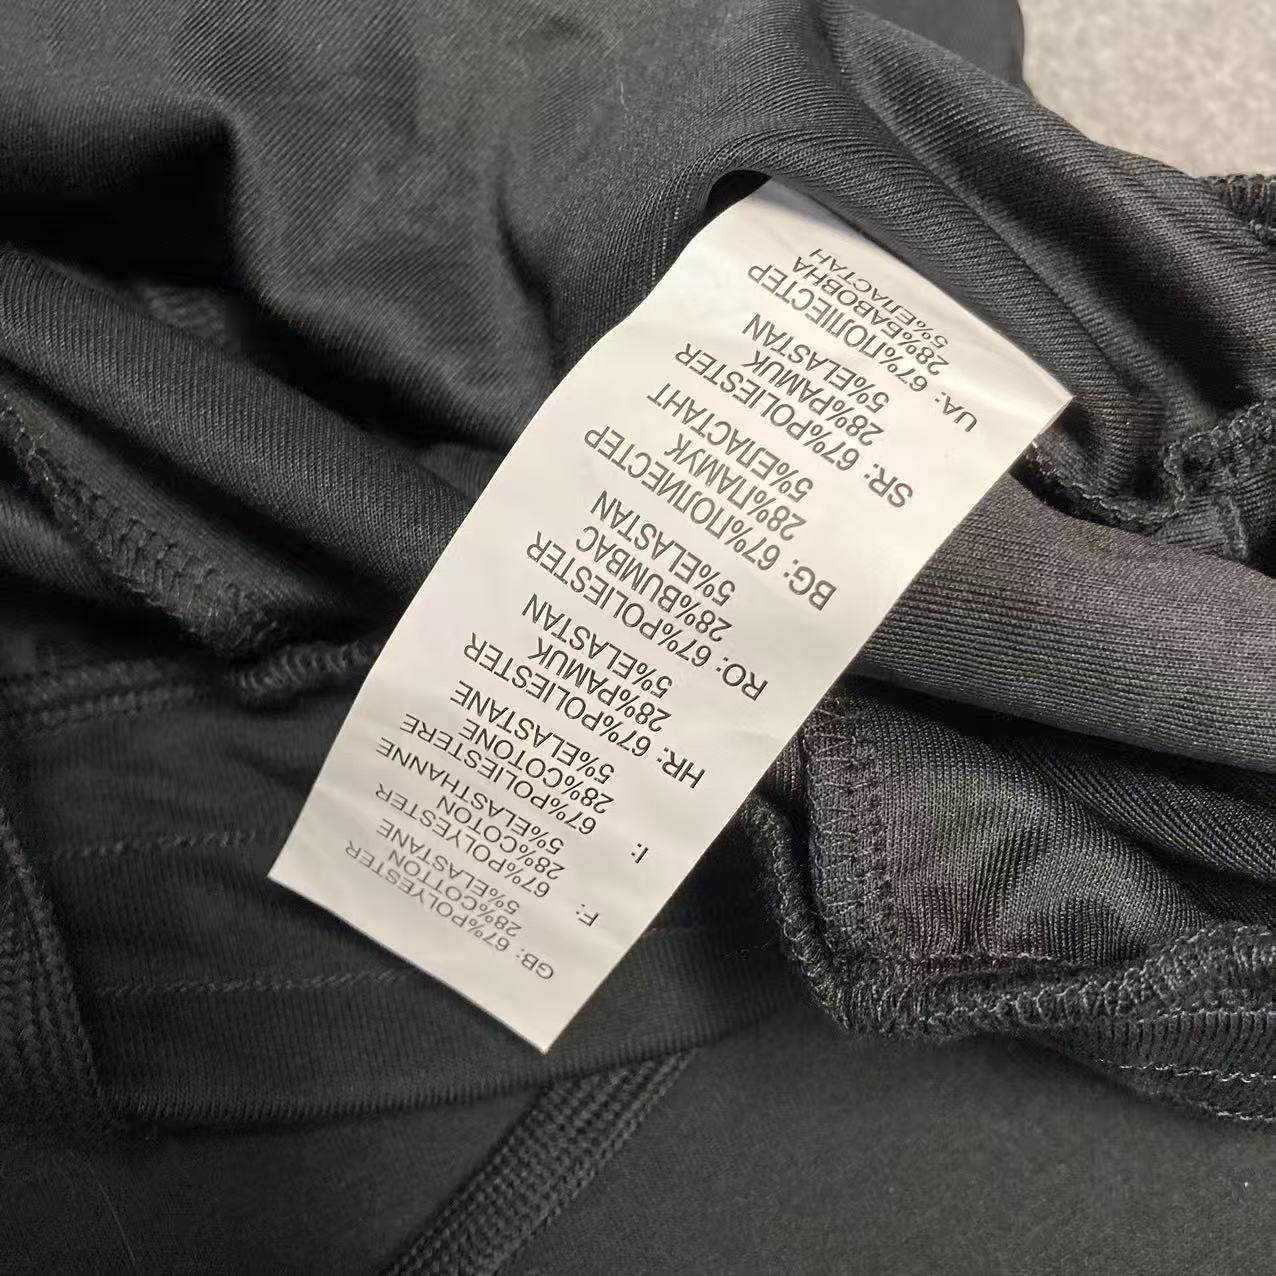 GB: 67%POLYESTER
28%COTTON
5%ELASTANE
F: 67%POLYESTER
28%COTON
5%ELASTHANNE
I: 67%POLIESTERE
28%COTONE
5%ELASTANE
HR: 67%POLIESTER
28%PAMUK
5%ELASTAN
RO: 67%POLIESTER
28%BUMBAC
5%ELASTAN
BG: 67%ПОЛИЕСТЕР
28%ПАМУК
5%ЕЛАСТАНТ
SR: 67%POLIESTER
28%PAMUK
5%ELASTAN
UA: 67%ПОЛІЕСТЕР
28%БАВОВНА
5%ЕЛАСТАН